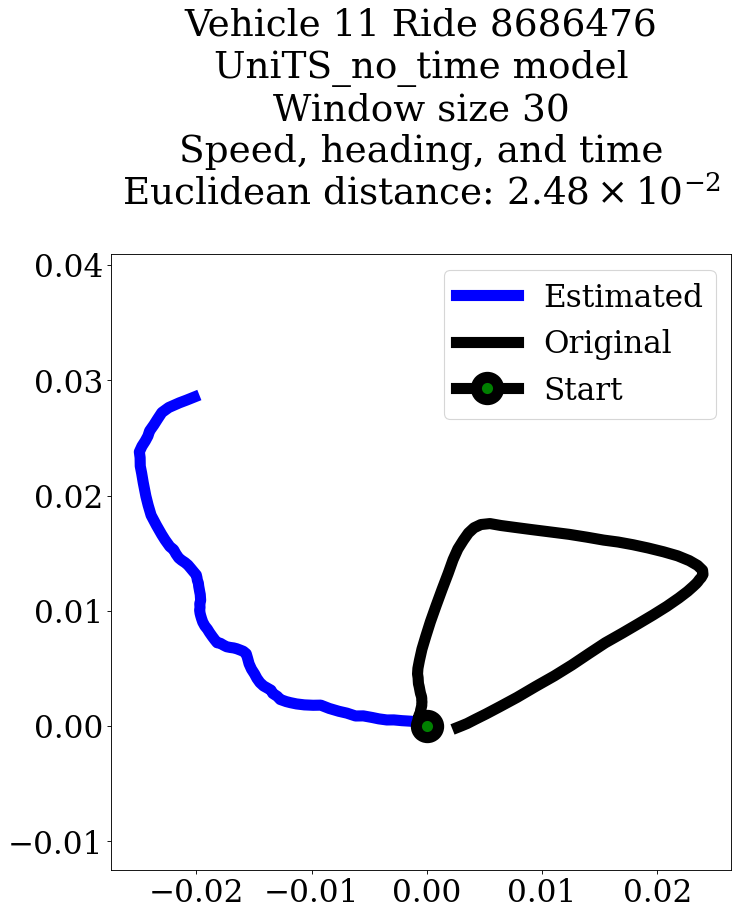 Vehicle 11 Ride 8686476
UniTS_no_time model
Window size 30
Speed, heading, and time
Euclidean distance: 2.48 × 10⁻²
0.04
0.03
0.02
0.01
0.00
−0.01
−0.02
−0.01
0.00
0.01
0.02
Estimated
Original
Start